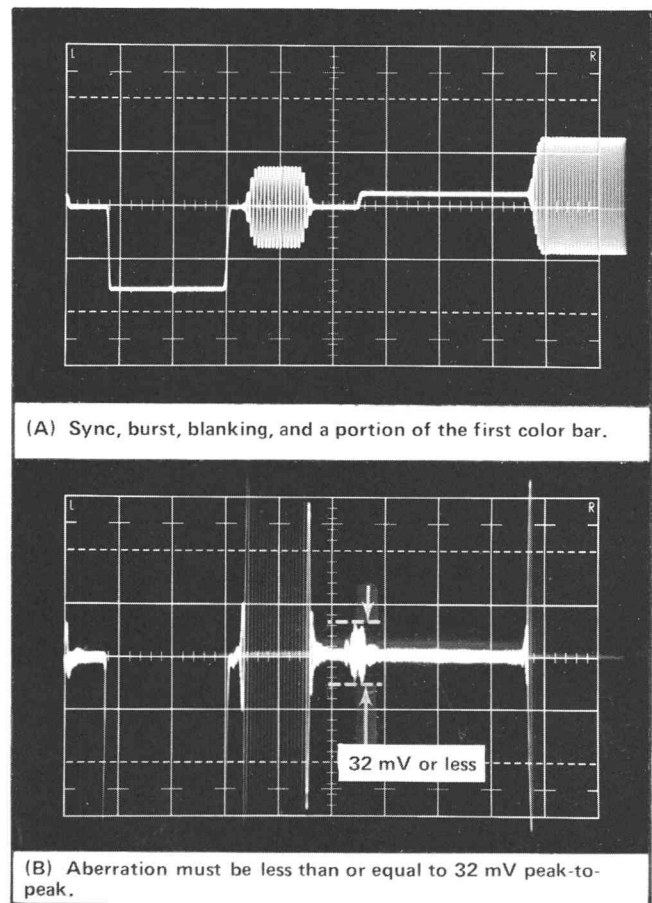 L R
(A) Sync, burst, blanking, and a portion of the first color bar.
L R
32 mV or less
(B) Aberration must be less than or equal to 32 mV peak-to-
peak.